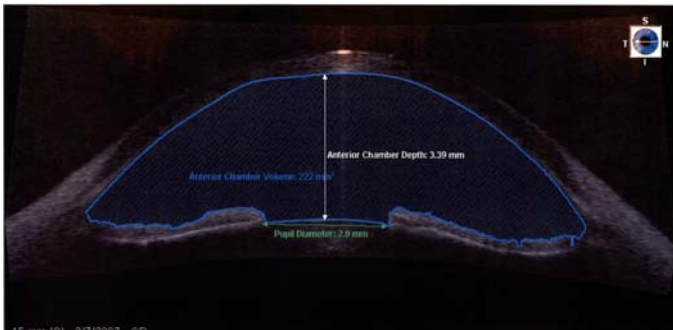 S
T N
I
Anterior Chamber Depth: 3.39 mm
Anterior Chamber Volume: 222 mm³
Pupil Diameter: 2.9 mm